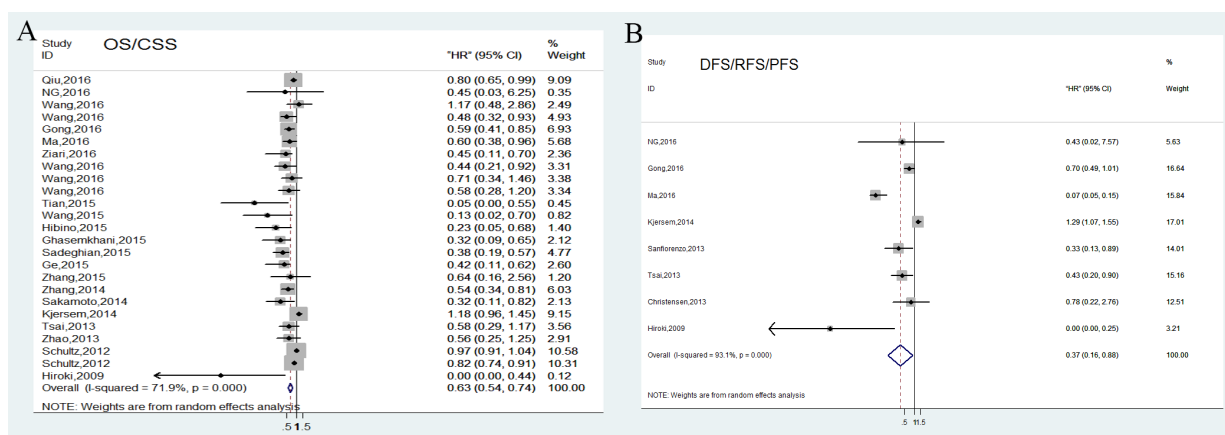 A
Study OS/CSS %
ID "HR" (95% CI) Weight
Qiu,2016 0.80 (0.65, 0.99) 9.09
NG,2016 0.45 (0.03, 6.25) 0.35
Wang,2016 1.17 (0.48, 2.86) 2.49
Wang,2016 0.48 (0.32, 0.93) 4.93
Gong,2016 0.59 (0.41, 0.85) 6.93
Ma,2016 0.60 (0.38, 0.96) 5.68
Ziari,2016 0.45 (0.11, 0.70) 2.36
Wang,2016 0.44 (0.21, 0.92) 3.31
Wang,2016 0.71 (0.34, 1.46) 3.38
Wang,2016 0.58 (0.28, 1.20) 3.34
Tian,2015 0.05 (0.00, 0.55) 0.45
Wang,2015 0.13 (0.02, 0.70) 0.82
Hibino,2015 0.23 (0.05, 0.68) 1.40
Ghasemkhani,2015 0.32 (0.09, 0.65) 2.12
Sadeghian,2015 0.38 (0.19, 0.57) 4.77
Ge,2015 0.42 (0.11, 0.62) 2.60
Zhang,2015 0.64 (0.16, 2.56) 1.20
Zhang,2014 0.54 (0.34, 0.81) 6.03
Sakamoto,2014 0.32 (0.11, 0.82) 2.13
Kjersem,2014 1.18 (0.96, 1.45) 9.15
Tsai,2013 0.58 (0.29, 1.17) 3.56
Zhao,2013 0.56 (0.25, 1.25) 2.91
Schultz,2012 0.97 (0.91, 1.04) 10.58
Schultz,2012 0.82 (0.74, 0.91) 10.31
Hiroki,2009 0.00 (0.00, 0.44) 0.12
Overall (I-squared = 71.9%, p = 0.000) 0.63 (0.54, 0.74) 100.00
NOTE: Weights are from random effects analysis
.5 1 1.5
B
Study DFS/RFS/PFS %
ID "HR" (95% CI) Weight
NG,2016 0.43 (0.02, 7.57) 5.63
Gong,2016 0.70 (0.49, 1.01) 16.64
Ma,2016 0.07 (0.05, 0.15) 15.84
Kjersem,2014 1.29 (1.07, 1.55) 17.01
Sanfiorenzo,2013 0.33 (0.13, 0.89) 14.01
Tsai,2013 0.43 (0.20, 0.90) 15.16
Christensen,2013 0.78 (0.22, 2.76) 12.51
Hiroki,2009 0.00 (0.00, 0.25) 3.21
Overall (I-squared = 93.1%, p = 0.000) 0.37 (0.16, 0.88) 100.00
NOTE: Weights are from random effects analysis
.5 1 1.5